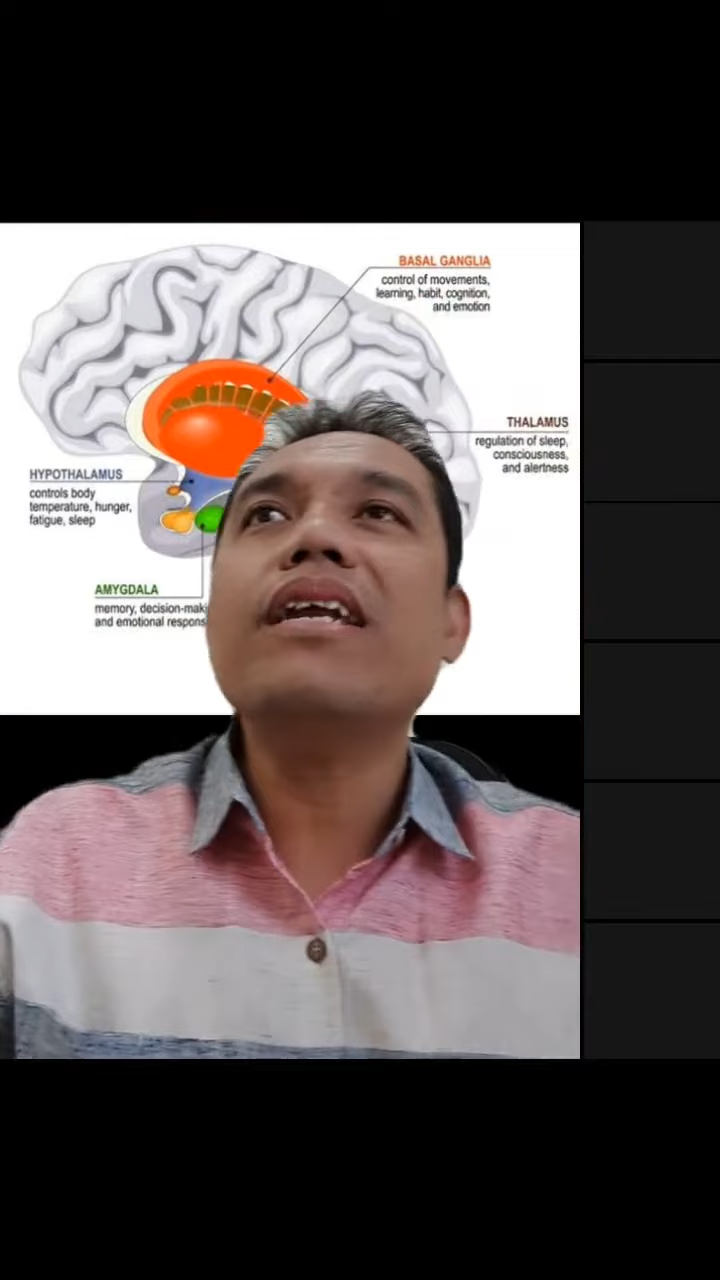 BASAL GANGLIA
control of movements,
learning, habit, cognition,
and emotion
THALAMUS
regulation of sleep,
consciousness,
and alertness
HYPOTHALAMUS
controls body
temperature, hunger,
fatigue, sleep
AMYGDALA
memory,
and emotional